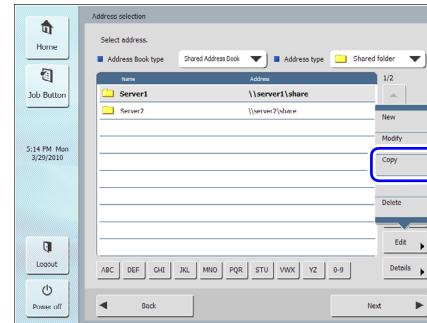 Address selection
Home
Select address.
Address Book type
Shared Address Book
Address type
Shared folder
Name
Address
1/2
Job Button
Server1
\\server1\share
Server2
\\server2\share
New
Modify
5:14 PM Mon
3/29/2010
Copy
Delete
Edit
Logout
ABC DEF GHI JKL MNO PQR STU VWX YZ 0-9
Details
Power off
Back
Next